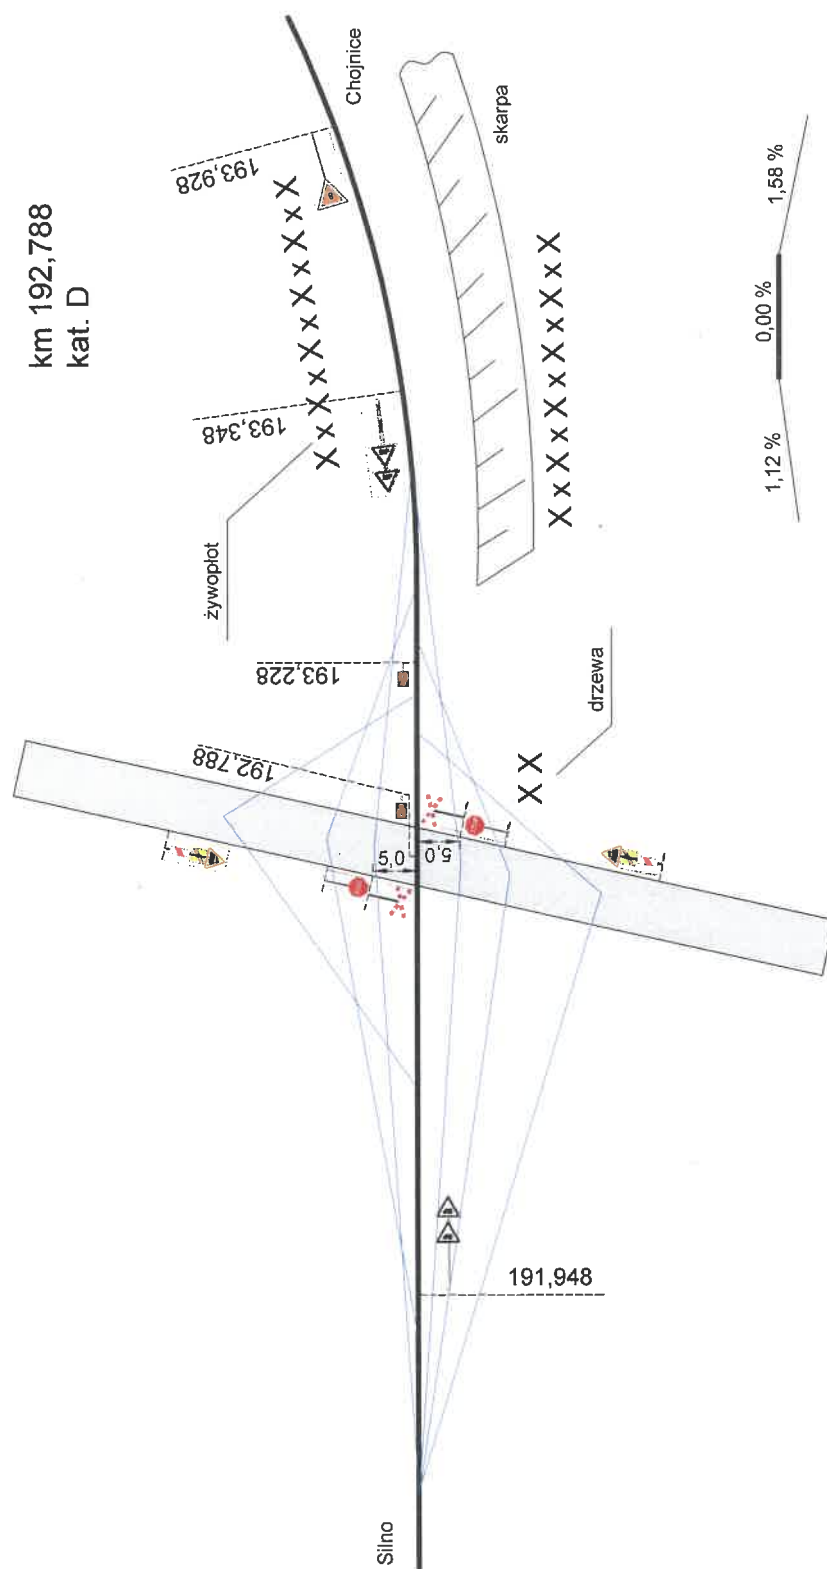 km 192,788
kat. D
Chojnice
193,928
skarpa
193,348
żywopłot
X x X x X x X x X x X x X
X x X x X x X x X x X
1,58 %
0,00 %
1,12 %
193,228
192,788
drzewa
X X
5,0
5,0
191,948
Silno